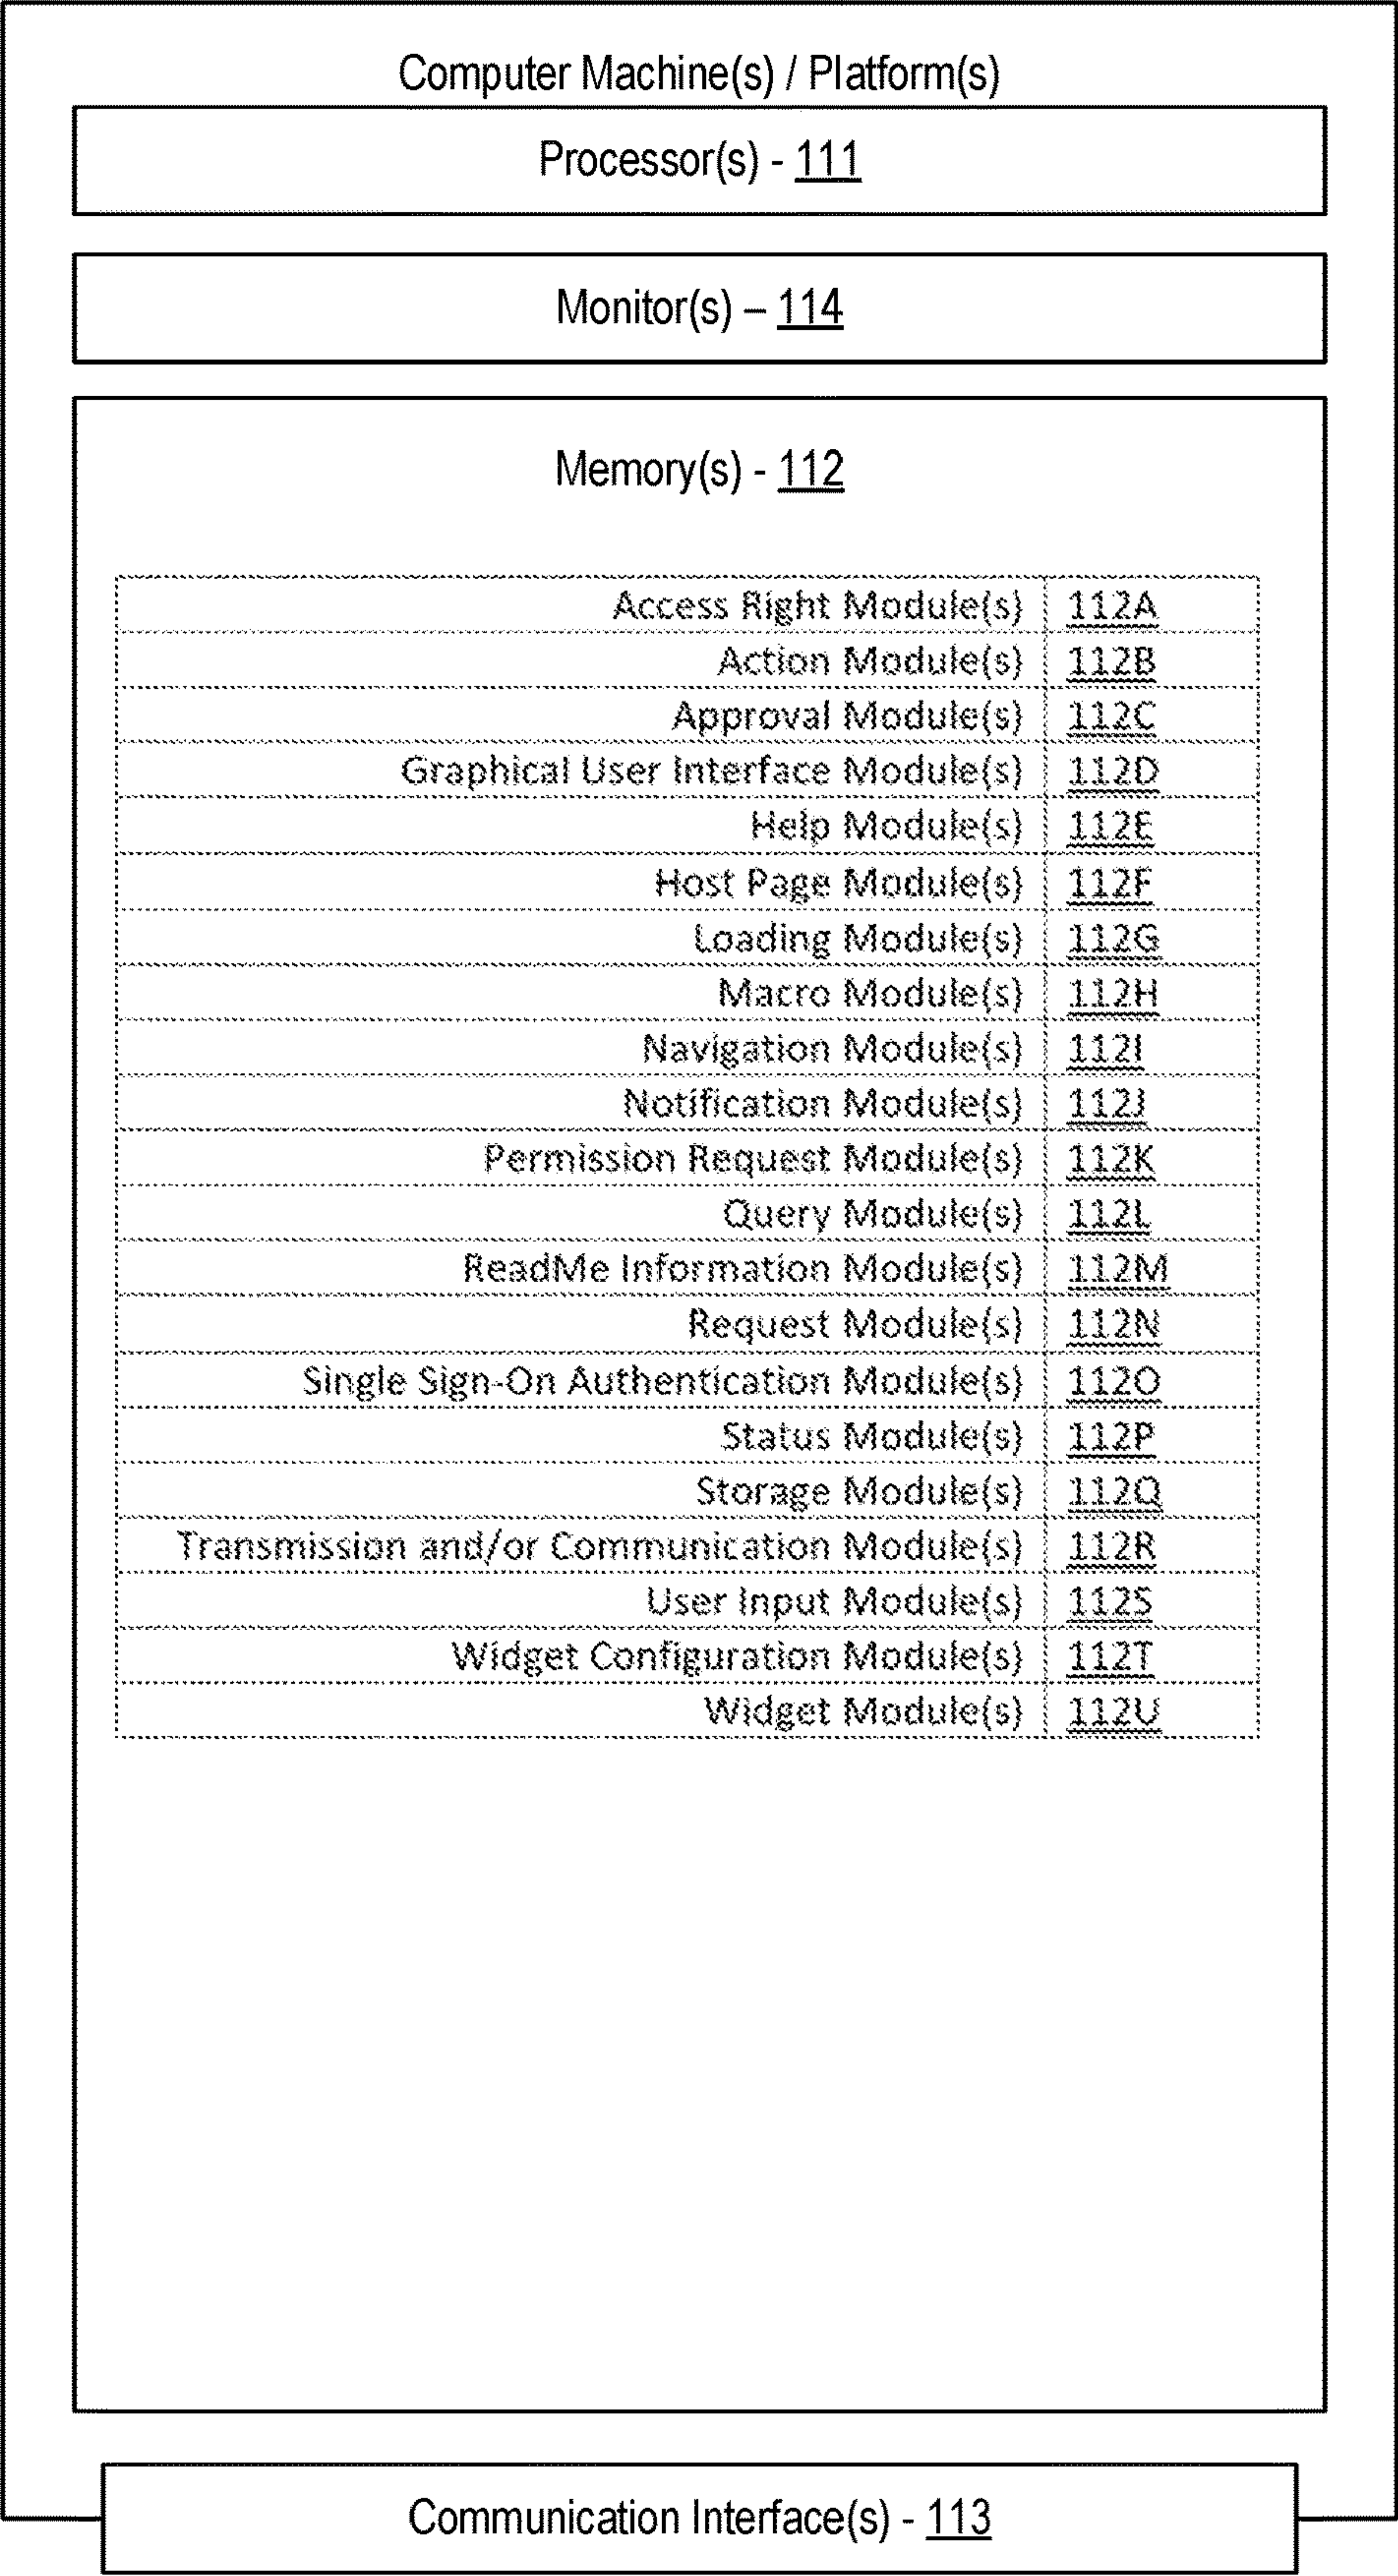 Computer Machine(s) / Platform(s)
Processor(s) - 111
Monitor(s) – 114
Memory(s) - 112
Access Right Module(s) 112A
Action Module(s) 112B
Approval Module(s) 112C
Graphical User Interface Module(s) 112D
Help Module(s) 112E
Host Page Module(s) 112F
Loading Module(s) 112G
Macro Module(s) 112H
Navigation Module(s) 112I
Notification Module(s) 112J
Permission Request Module(s) 112K
Query Module(s) 112L
ReadMe Information Module(s) 112M
Request Module(s) 112N
Single Sign-On Authentication Module(s) 112O
Status Module(s) 112P
Storage Module(s) 112Q
Transmission and/or Communication Module(s) 112R
User Input Module(s) 112S
Widget Configuration Module(s) 112T
Widget Module(s) 112U
Communication Interface(s) - 113